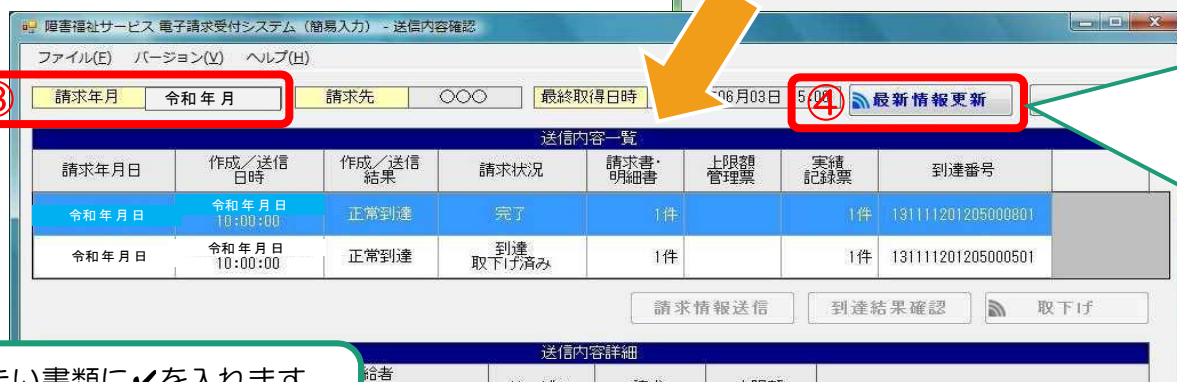 障害福祉サービス 電子請求受付システム（簡易入力） - 送信内容確認
ファイル(F) バージョン(V) ヘルプ(H)
③ 請求年月 令和 年 月 請求先 ○○○ 最終取得日時 06月03日 ④ 最新情報更新
送信内容一覧
請求年月日 作成／送信日時 作成／送信結果 請求状況 請求書・明細書 上限額管理票 実績記録票 到達番号
令和 年 月 日 令和 年 月 日 10:00:00 正常到達 完了 1件 1件 131111201205000801
令和 年 月 日 令和 年 月 日 10:00:00 正常到達 到達取下げ済み 1件 1件 131111201205000501
請求情報送信 到達結果確認 取下げ
送信内容詳細
書類に✔を入れます
給者